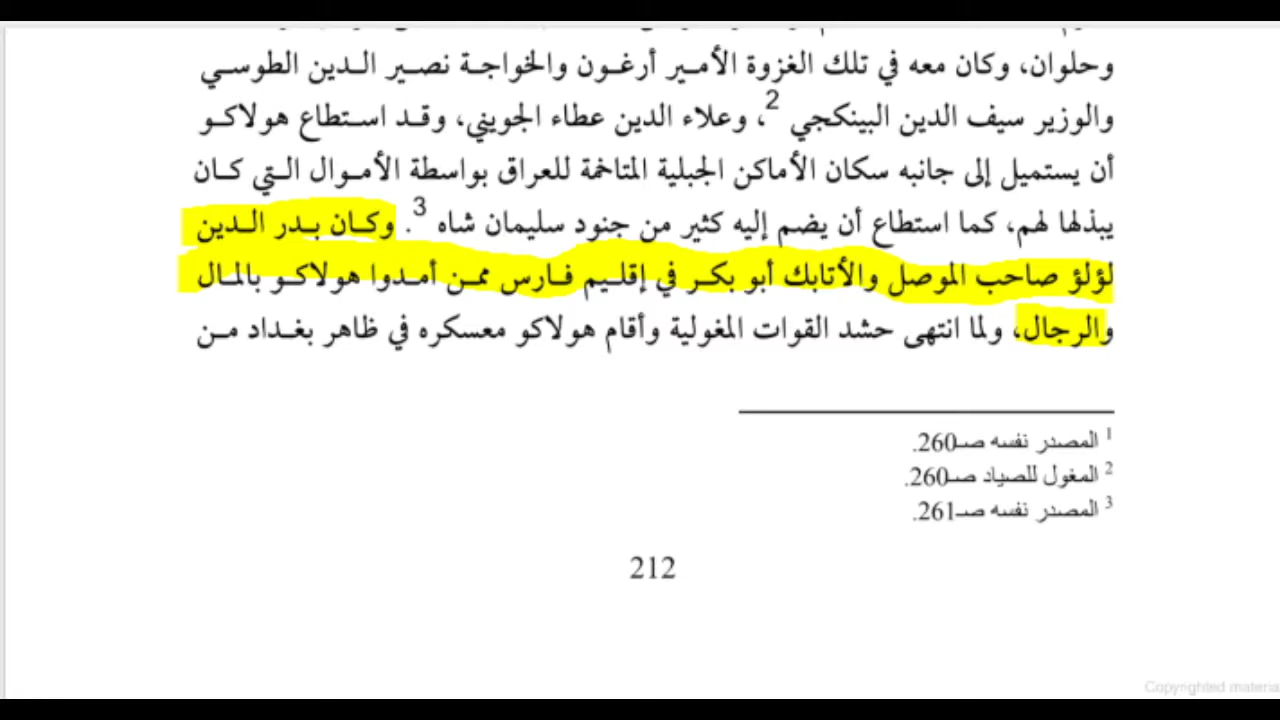 وحلوان، وكان معه في تلك الغزوة الأمير أرغون والخواجة نصير الدين الطوسي
والوزير سيف الدين البينكجي 2، وعلاء الدين عطاء الجويني، وقد استطاع هولاكو
أن يستميل إلى جانبه سكان الأماكن الجبلية المتاخمة للعراق بواسطة الأموال التي كان
يبذلها لهم، كما استطاع أن يضم إليه كثير من جنود سليمان شاه 3. وكان بدر الدين
لؤلؤ صاحب الموصل والأتابك أبو بكر في إقليم فارس ممن أمدوا هولاكو بالمال
والرجال، ولما انتهى حشد القوات المغولية وأقام هولاكو معسكره في ظاهر بغداد من
1 المصدر نفسه صـ260.
2 المغول للصياد صـ260.
3 المصدر نفسه صـ261.
212
Copyrighted materia